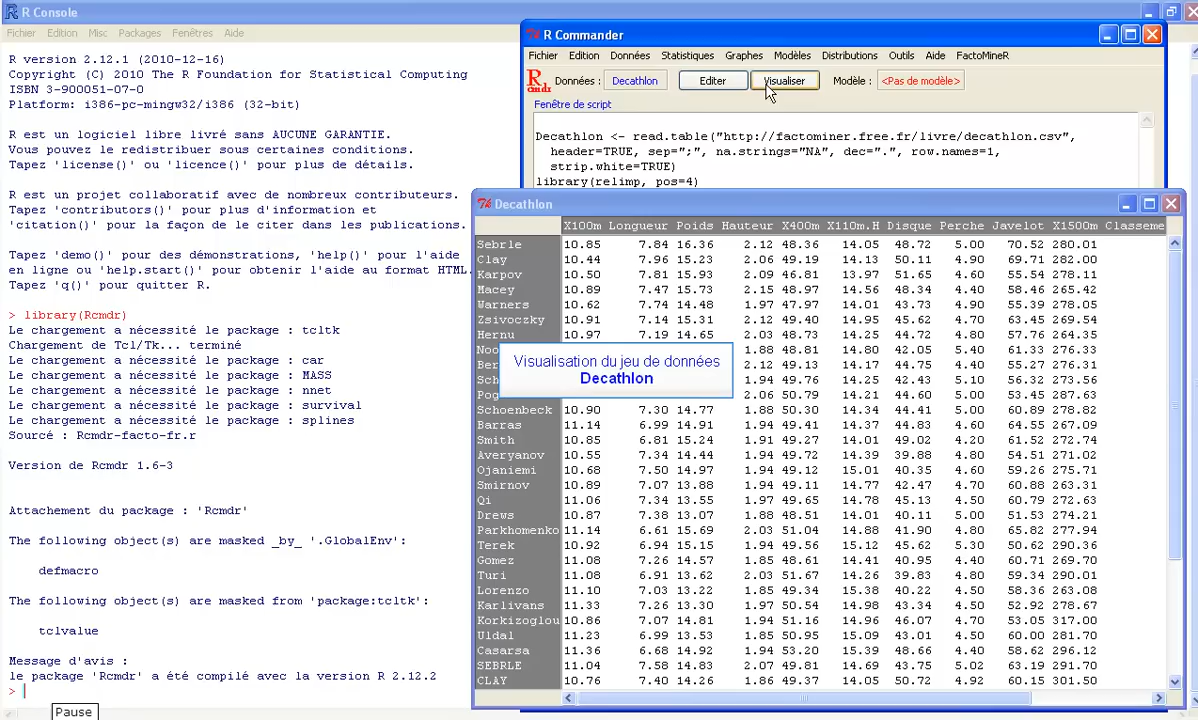 R Console
Fichier Edition Misc Packages Fenêtres Aide
R version 2.12.1 (2010-12-16)
Copyright (C) 2010 The R Foundation for Statistical Computing
ISBN 3-900051-07-0
Platform: i386-pc-mingw32/i386 (32-bit)
R est un logiciel libre livré sans AUCUNE GARANTIE.
Vous pouvez le redistribuer sous certaines conditions.
Tapez 'license()' ou 'licence()' pour plus de détails.
R est un projet collaboratif avec de nombreux contributeurs.
Tapez 'contributors()' pour plus d'information et
'citation()' pour la façon de le citer dans les publications.
Tapez 'demo()' pour des démonstrations, 'help()' pour l'aide
en ligne ou 'help.start()' pour obtenir l'aide au format HTML.
Tapez 'q()' pour quitter R.
> library(Rcmdr)
Le chargement a nécessité le package : tcltk
Chargement de Tcl/Tk... terminé
Le chargement a nécessité le package : car
Le chargement a nécessité le package : MASS
Le chargement a nécessité le package : nnet
Le chargement a nécessité le package : survival
Le chargement a nécessité le package : splines
Sourcé : Rcmdr-facto-fr.r
Version de Rcmdr 1.6-3
Attachement du package : 'Rcmdr'
The following object(s) are masked _by_ '.GlobalEnv':
defmacro
The following object(s) are masked from 'package:tcltk':
tclvalue
Message d'avis :
le package 'Rcmdr' a été compilé avec la version R 2.12.2
>
Pause
R Commander
Fichier Edition Données Statistiques Graphes Modèles Distributions Outils Aide FactoMineR
R cmdr Données : Decathlon Editer Visualiser Modèle : <Pas de modèle>
Fenêtre de script
Decathlon <- read.table("http://factominer.free.fr/livre/decathlon.csv",
header=TRUE, sep=";", na.strings="NA", dec=".", row.names=1,
strip.white=TRUE)
library(relimp, pos=4)
Decathlon
X100m Longueur Poids Hauteur X400m X110m.H Disque Perche Javelot X1500m Classeme
Sebrle 10.85 7.84 16.36 2.12 48.36 14.05 48.72 5.00 70.52 280.01
Clay 10.44 7.96 15.23 2.06 49.19 14.13 50.11 4.90 69.71 282.00
Karpov 10.50 7.81 15.93 2.09 46.81 13.97 51.65 4.60 55.54 278.11
Macey 10.89 7.47 15.73 2.15 48.97 14.56 48.34 4.40 58.46 265.42
Warners 10.62 7.74 14.48 1.97 47.97 14.01 43.73 4.90 55.39 278.05
Zsivoczky 10.91 7.14 15.31 2.12 49.40 14.95 45.62 4.70 63.45 269.54
Hernu 10.97 7.19 14.65 2.03 48.73 14.25 44.72 4.80 57.76 264.35
Noo 1.88 48.81 14.80 42.05 5.40 61.33 276.33
Ber 2.12 49.13 14.17 44.75 4.40 55.27 276.31
Sch 1.94 49.76 14.25 42.43 5.10 56.32 273.56
Pog 2.06 50.79 14.21 44.60 5.00 53.45 287.63
Visualisation du jeu de données
Decathlon
Schoenbeck 10.90 7.30 14.77 1.88 50.30 14.34 44.41 5.00 60.89 278.82
Barras 11.14 6.99 14.91 1.94 49.41 14.37 44.83 4.60 64.55 267.09
Smith 10.85 6.81 15.24 1.91 49.27 14.01 49.02 4.20 61.52 272.74
Averyanov 10.55 7.34 14.44 1.94 49.72 14.39 39.88 4.80 54.51 271.02
Ojaniemi 10.68 7.50 14.97 1.94 49.12 15.01 40.35 4.60 59.26 275.71
Smirnov 10.89 7.07 13.88 1.94 49.11 14.77 42.47 4.70 60.88 263.31
Qi 11.06 7.34 13.55 1.97 49.65 14.78 45.13 4.50 60.79 272.63
Drews 10.87 7.38 13.07 1.88 48.51 14.01 40.11 5.00 51.53 274.21
Parkhomenko 11.14 6.61 15.69 2.03 51.04 14.88 41.90 4.80 65.82 277.94
Terek 10.92 6.94 15.15 1.94 49.56 15.12 45.62 5.30 50.62 290.36
Gomez 11.08 7.26 14.57 1.85 48.61 14.41 40.95 4.40 60.71 269.70
Turi 11.08 6.91 13.62 2.03 51.67 14.26 39.83 4.80 59.34 290.01
Lorenzo 11.10 7.03 13.22 1.85 49.34 15.38 40.22 4.50 58.36 263.08
Karlivans 11.33 7.26 13.30 1.97 50.54 14.98 43.34 4.50 52.92 278.67
Korkizoglou 10.86 7.07 14.81 1.94 51.16 14.96 46.07 4.70 53.05 317.00
Uldal 11.23 6.99 13.53 1.85 50.95 15.09 43.01 4.50 60.00 281.70
Casarsa 11.36 6.68 14.92 1.94 53.20 15.39 48.66 4.40 58.62 296.12
SEBRLE 11.04 7.58 14.83 2.07 49.81 14.69 43.75 5.02 63.19 291.70
CLAY 10.76 7.40 14.26 1.86 49.37 14.05 50.72 4.92 60.15 301.50